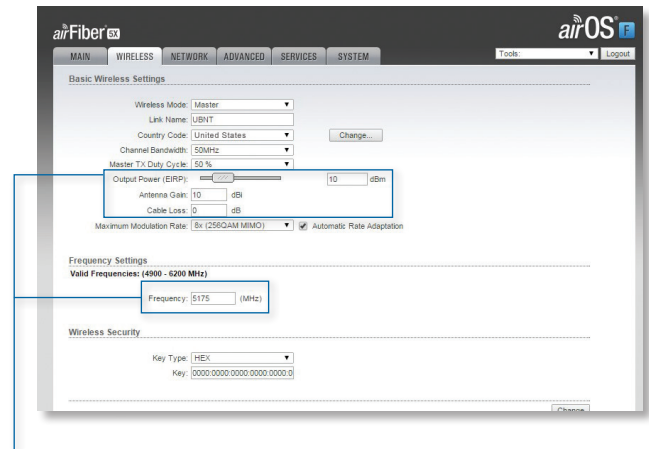 airFiber 5X
airOS F
MAIN WIRELESS NETWORK ADVANCED SERVICES SYSTEM Tools: Logout
Basic Wireless Settings
Wireless Mode: Master
Link Name: UBNT
Country Code: United States Change...
Channel Bandwidth: 50MHz
Master TX Duty Cycle: 50 %
Output Power (EIRP): 10 dBm
Antenna Gain: 10 dBi
Cable Loss: 0 dB
Maximum Modulation Rate: 8x (256QAM MIMO) Automatic Rate Adaptation
Frequency Settings
Valid Frequencies: (4900 - 6200 MHz)
Frequency: 5175 (MHz)
Wireless Security
Key Type: HEX
Key: 0000:0000:0000:0000:0000:0
Change